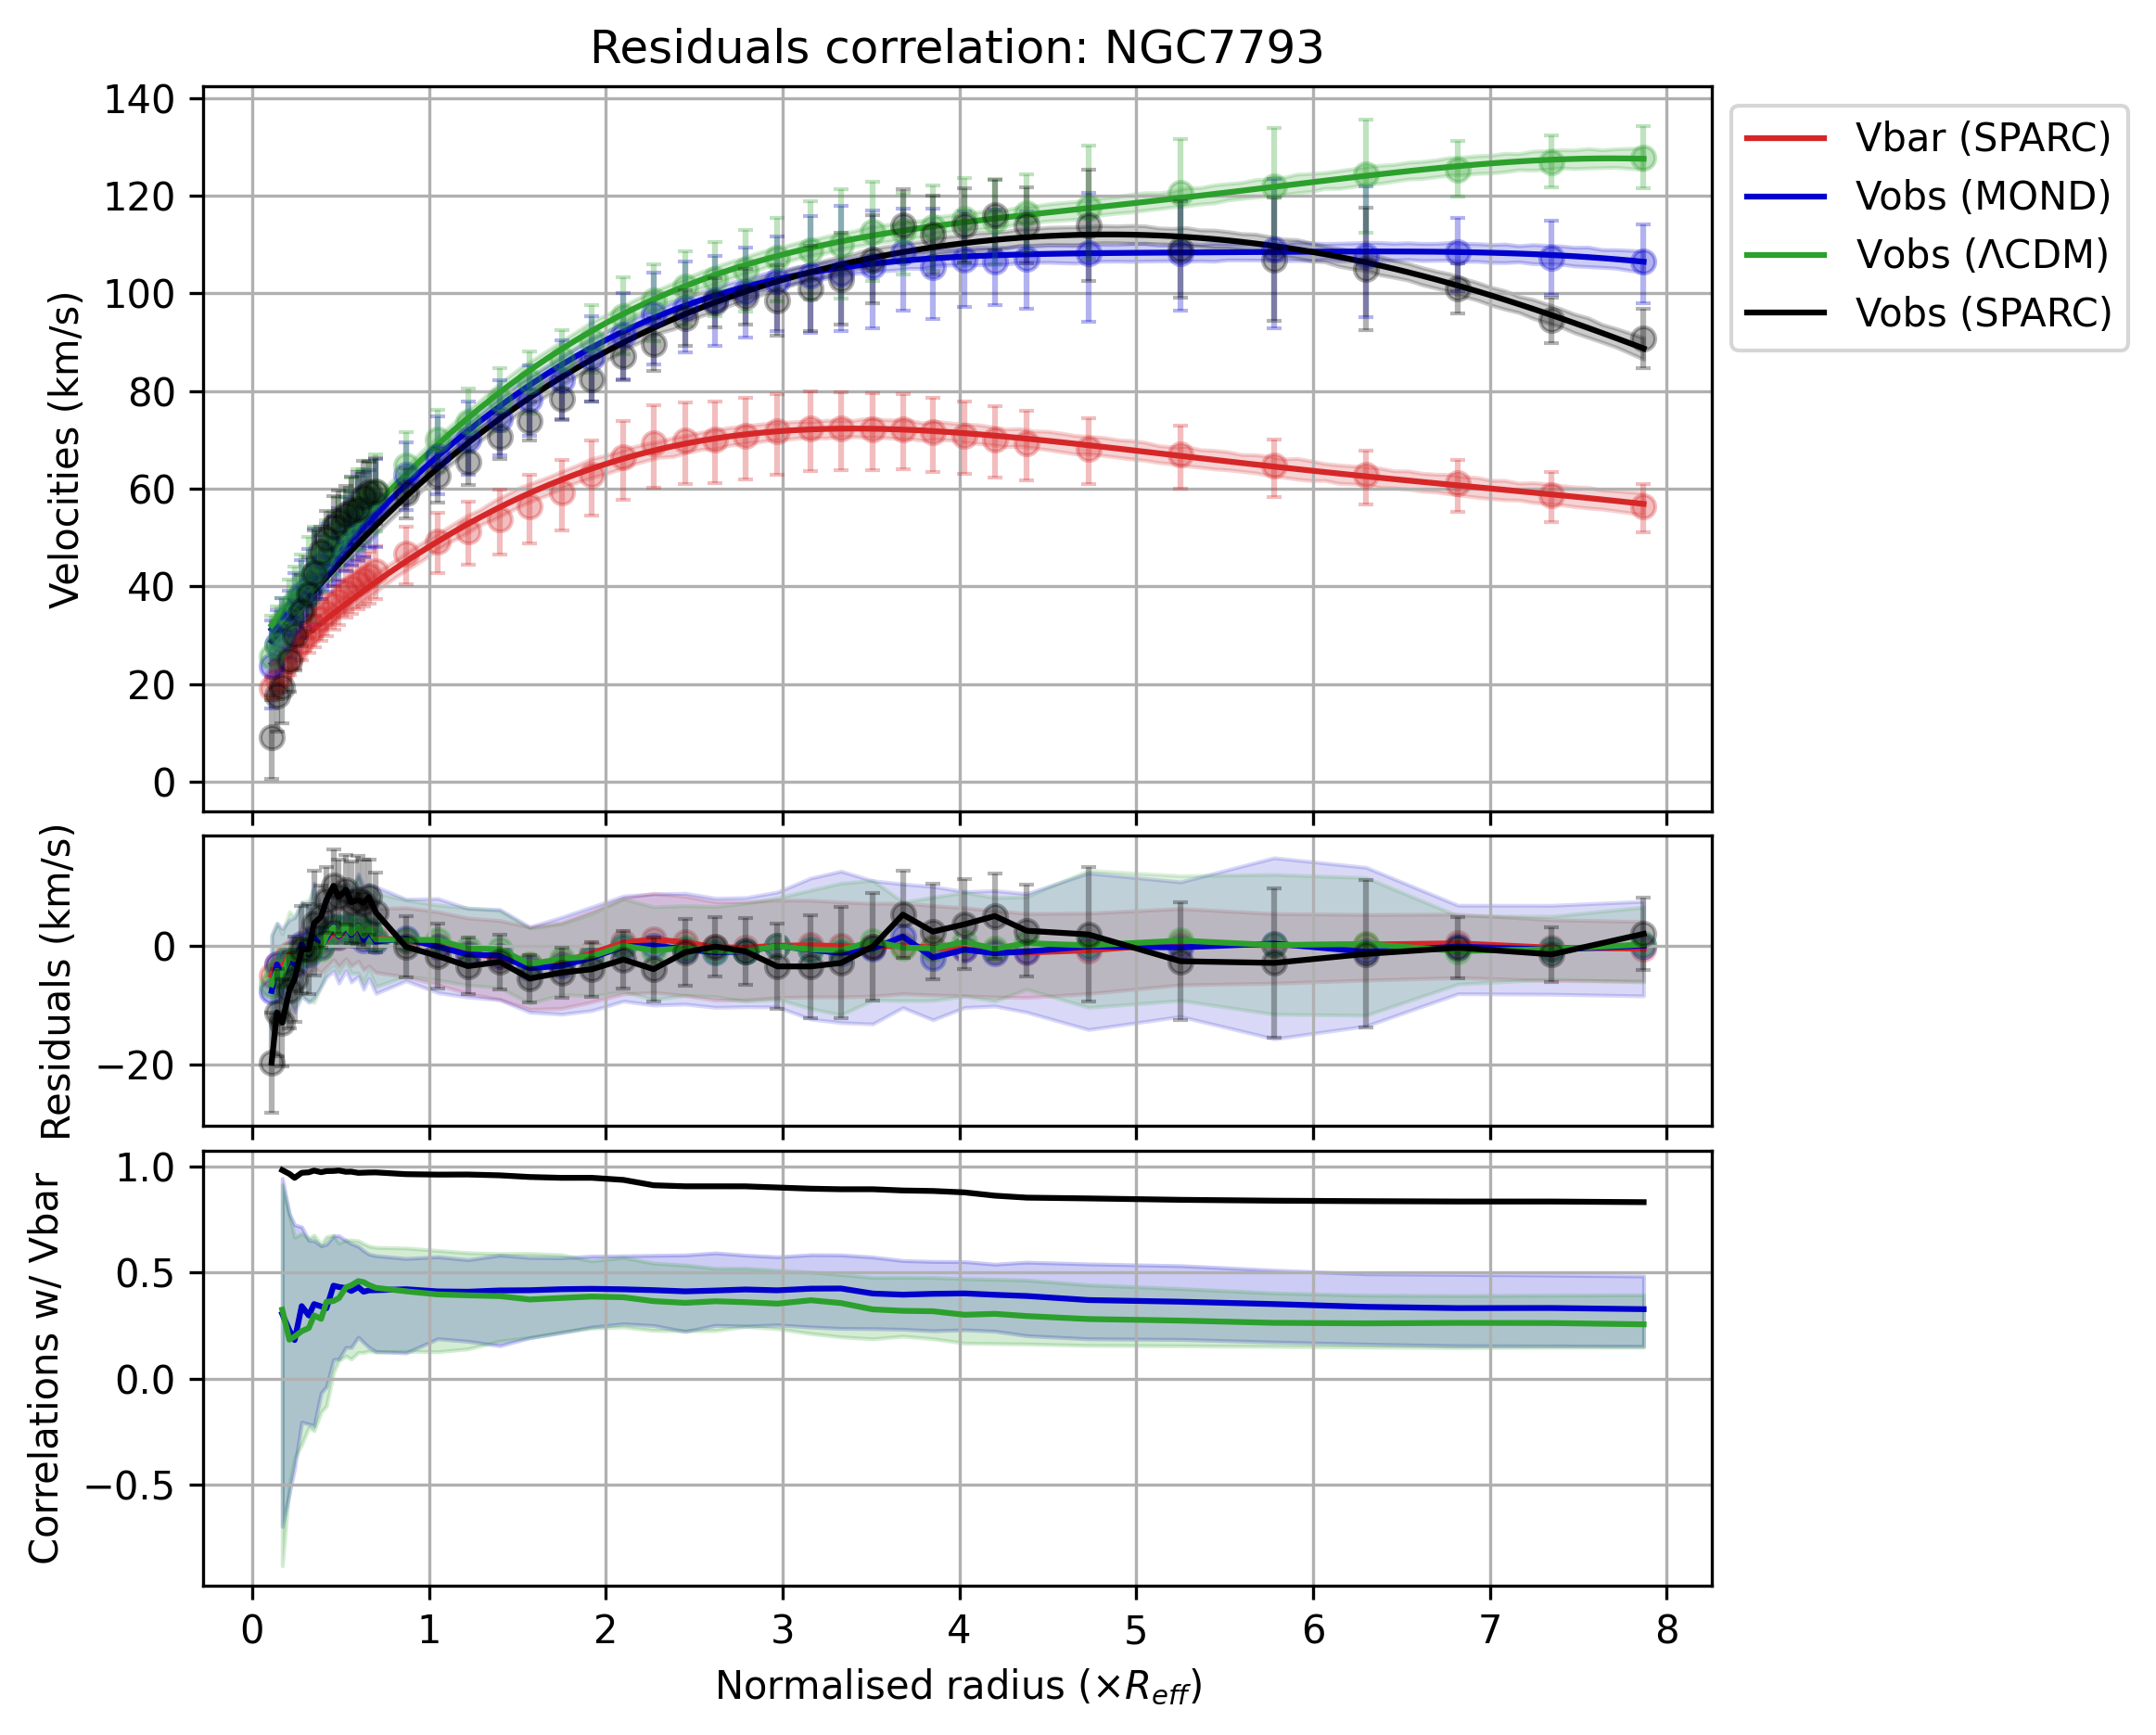 Residuals correlation: NGC7793
140
120
100
80
60
40
20
0
Velocities (km/s)
Vbar (SPARC)
Vobs (MOND)
Vobs (ΛCDM)
Vobs (SPARC)
0
−20
Residuals (km/s)
1.0
0.5
0.0
−0.5
Correlations w/ Vbar
0 1 2 3 4 5 6 7 8
Normalised radius (×R_eff)